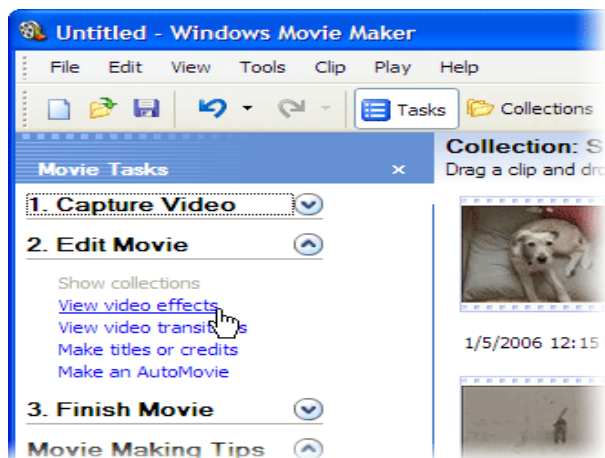 Untitled - Windows Movie Maker
File Edit View Tools Clip Play Help
Tasks Collections
Movie Tasks
Collection: S
Drag a clip and dro
1. Capture Video
2. Edit Movie
Show collections
View video effects
View video
Make titles or credits
Make an AutoMovie
1/5/2006 12:15
3. Finish Movie
Movie Making Tips